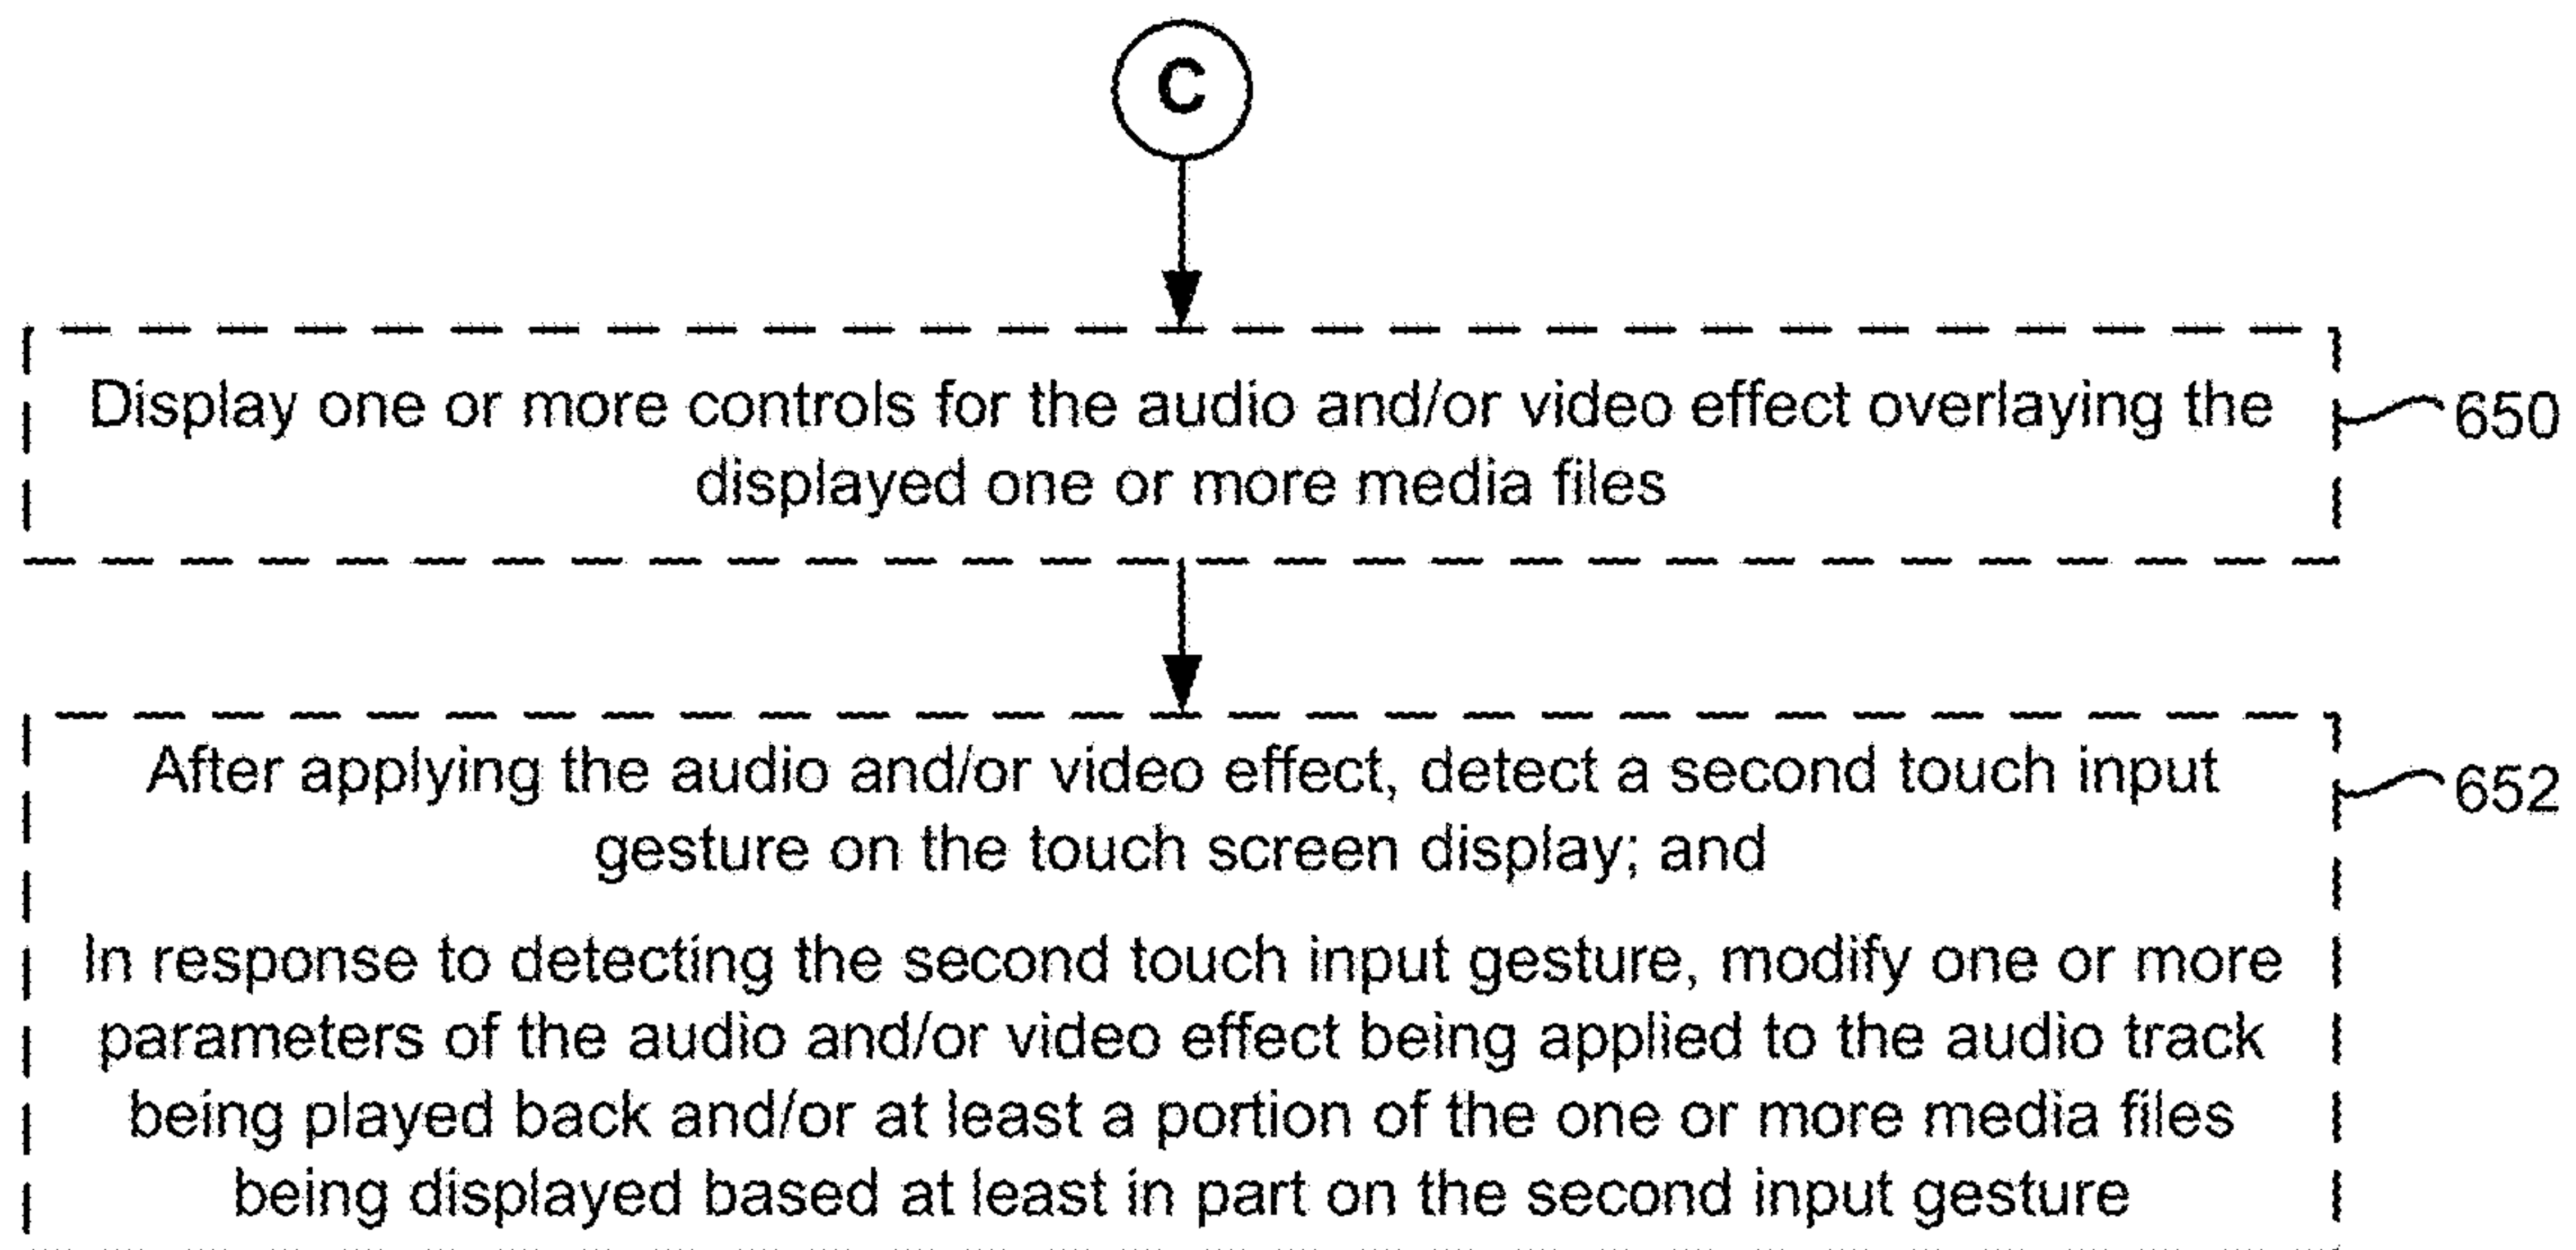 C
Display one or more controls for the audio and/or video effect overlaying the
displayed one or more media files
650
After applying the audio and/or video effect, detect a second touch input
gesture on the touch screen display; and
652
In response to detecting the second touch input gesture, modify one or more
parameters of the audio and/or video effect being applied to the audio track
being played back and/or at least a portion of the one or more media files
being displayed based at least in part on the second input gesture